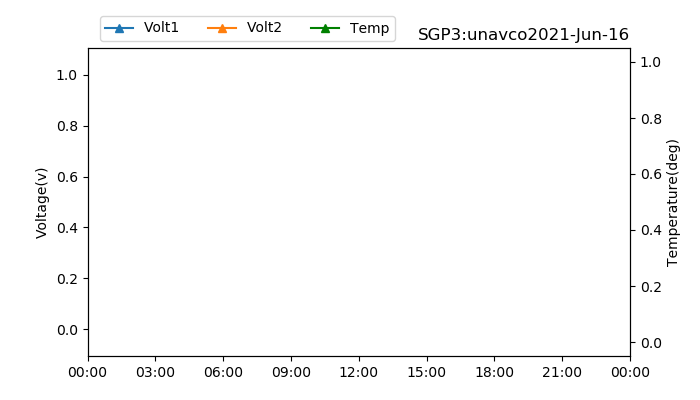 Volt1 Volt2 Temp
SGP3:unavco2021-Jun-16
Voltage(v)
1.0
0.8
0.6
0.4
0.2
0.0
1.0
0.8
0.6
0.4
0.2
0.0
Temperature(deg)
00:00 03:00 06:00 09:00 12:00 15:00 18:00 21:00 00:00